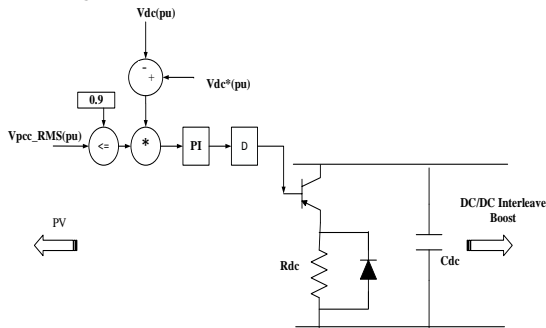 Vdc(pu)
-
+
Vdc*(pu)
0.9
Vpcc_RMS(pu)
<=
*
PI
D
PV
DC/DC Interleave
Boost
Rdc
Cdc